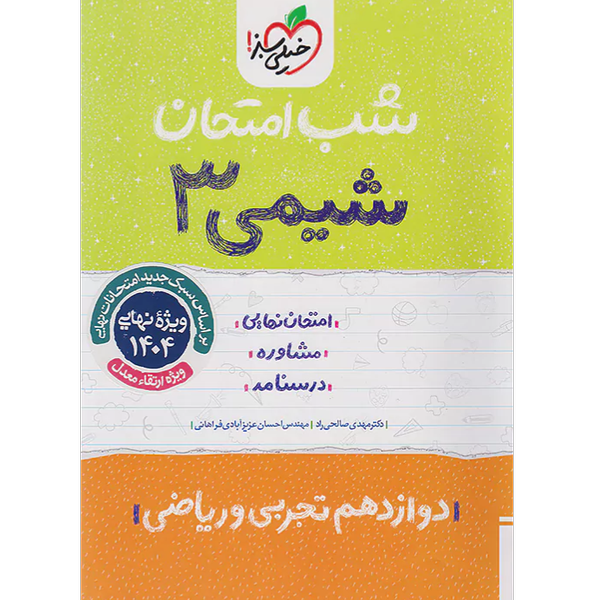 خیلی سبز!
شب امتحان
شیمی ۳
بر اساس سبک جدید امتحانات نهایی
ویژهٔ نهایی
۱۴۰۴
ویژه ارتقاء معدل
امتحان نهایی
مشاوره
درسنامه
دکتر مهدی صالحی‌راد | مهندس احسان عزیزآبادی فراهانی |
دوازدهم تجربی و ریاضی